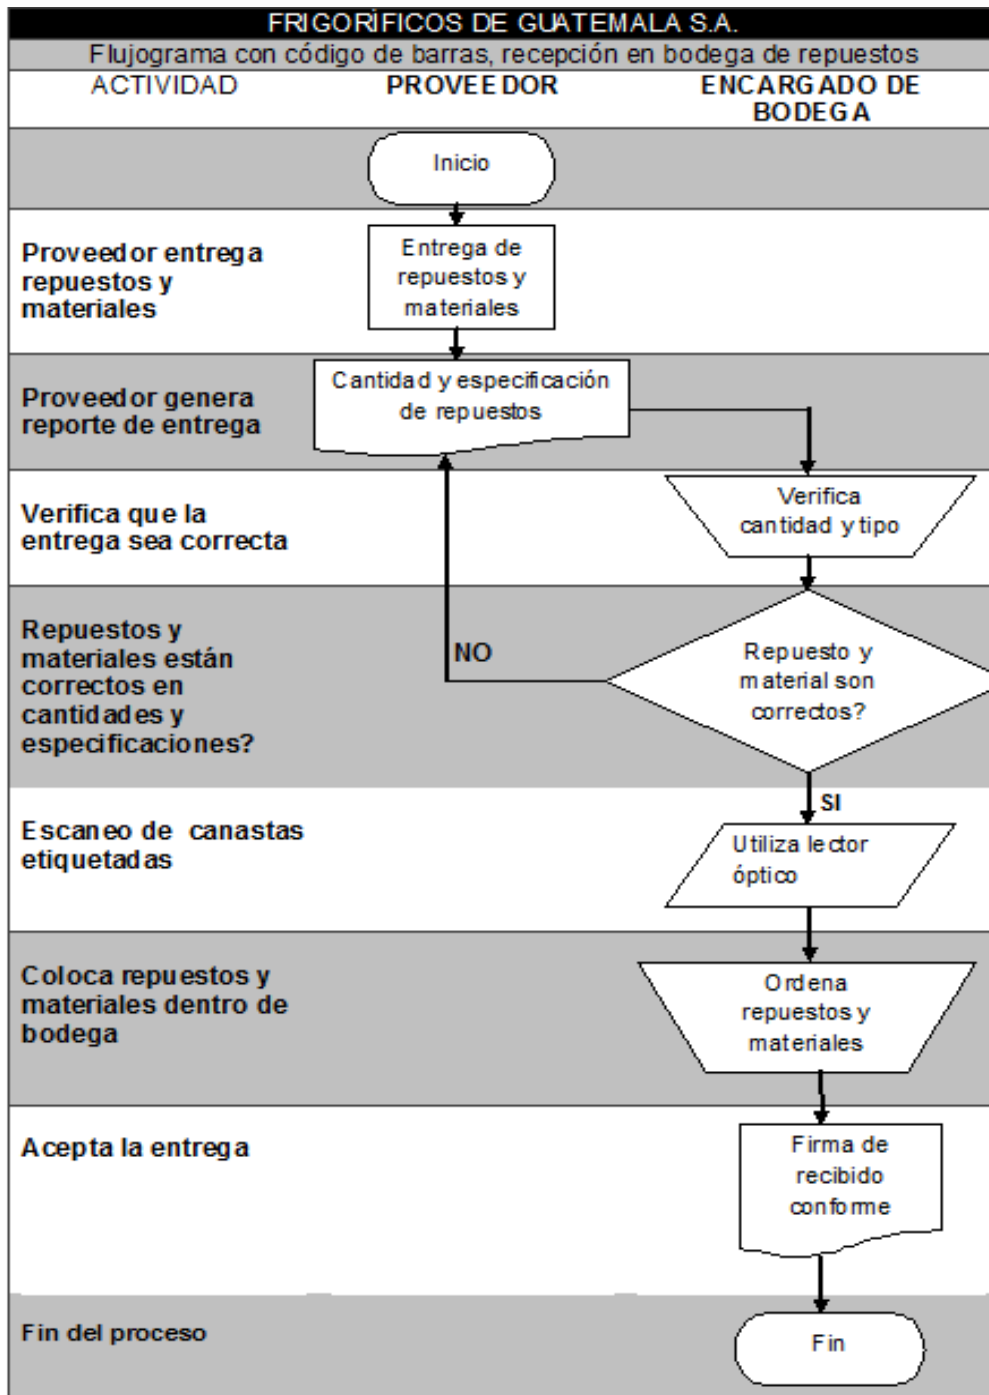 FRIGORÍFICOS DE GUATEMALA S.A.
Flujograma con código de barras, recepción en bodega de repuestos
ACTIVIDAD
PROVEEDOR
ENCARGADO DE
BODEGA
Inicio
Proveedor entrega
repuestos y
materiales
Entrega de
repuestos y
materiales
Proveedor genera
reporte de entrega
Cantidad y especificación
de repuestos
Verifica que la
entrega sea correcta
Verifica
cantidad y tipo
Repuestos y
materiales están
correctos en
cantidades y
especificaciones?
NO
Repuesto y
material son
correctos?
SI
Escaneo de canastas
etiquetadas
Utiliza lector
óptico
Coloca repuestos y
materiales dentro de
bodega
Ordena
repuestos y
materiales
Acepta la entrega
Firma de
recibido
conforme
Fin del proceso
Fin